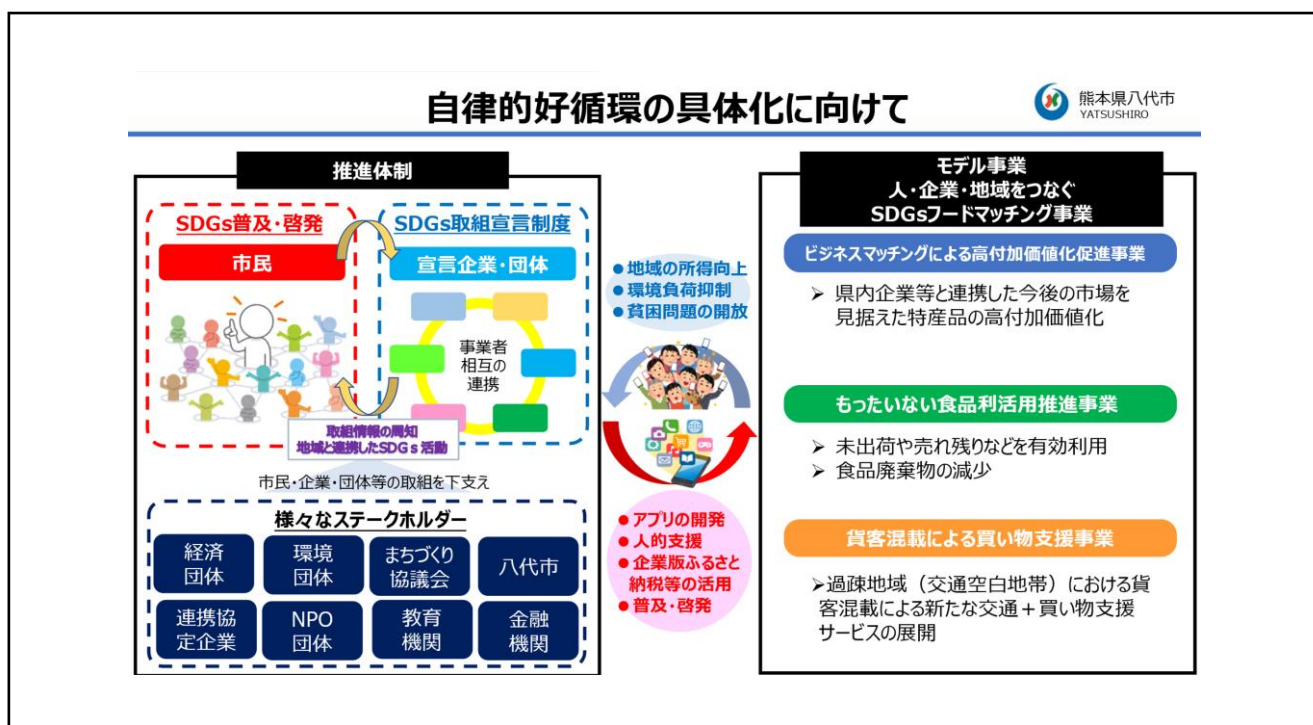 自律的好循環の具体化に向けて
熊本県八代市
YATSUSHIRO
推進体制
SDGs普及・啓発
市民
SDGs取組宣言制度
宣言企業・団体
事業者
相互の
連携
取組情報の周知
地域と連携したSDGs活動
市民・企業・団体等の取組を下支え
様々なステークホルダー
経済
団体
環境
団体
まちづくり
協議会
八代市
連携協
定企業
NPO
団体
教育
機関
金融
機関
● 地域の所得向上
● 環境負荷抑制
● 貧困問題の開放
● アプリの開発
● 人的支援
● 企業版ふるさと
納税等の活用
● 普及・啓発
モデル事業
人・企業・地域をつなぐ
SDGsフードマッチング事業
ビジネスマッチングによる高付加価値化促進事業
➢ 県内企業等と連携した今後の市場を
見据えた特産品の高付加価値化
もったいない食品利活用推進事業
➢ 未出荷や売れ残りなどを有効利用
➢ 食品廃棄物の減少
貨客混載による買い物支援事業
➢過疎地域（交通空白地帯）における貨
客混載による新たな交通＋買い物支援
サービスの展開